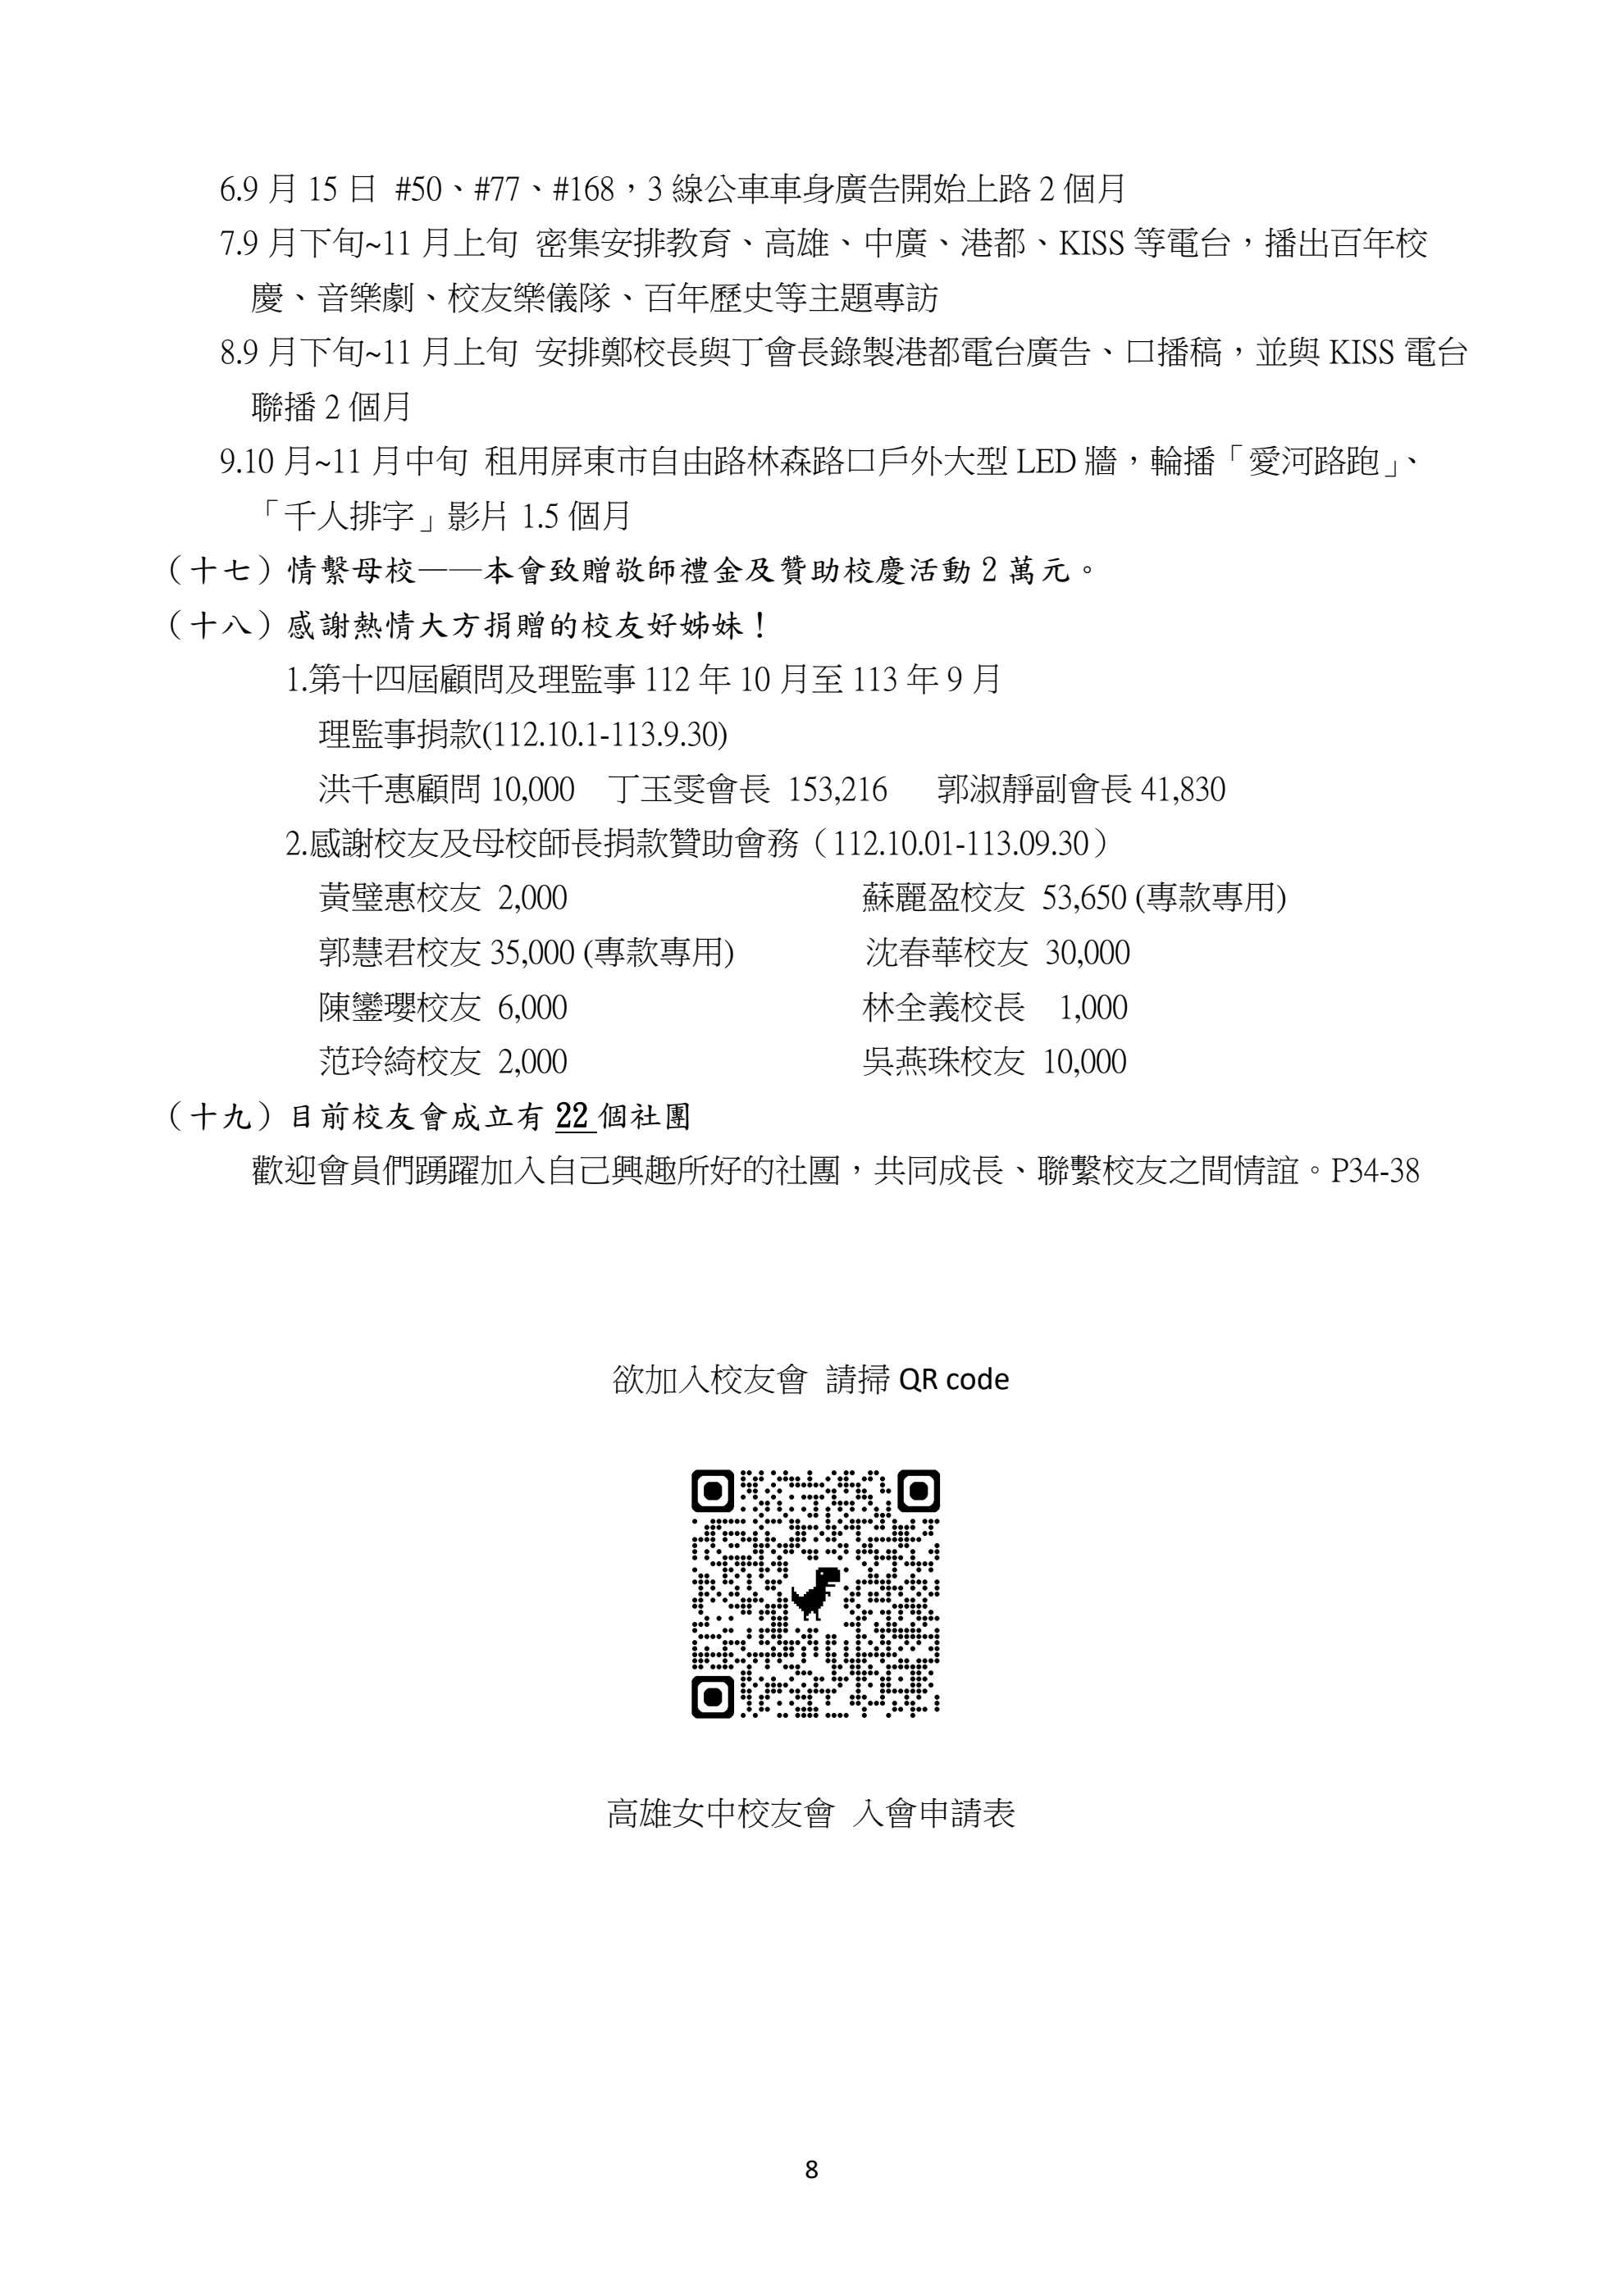 6.9 月 15 日 #50、#77、#168，3 線公車車身廣告開始上路 2 個月
7.9 月下旬~11 月上旬 密集安排教育、高雄、中廣、港都、KISS 等電台，播出百年校
慶、音樂劇、校友樂儀隊、百年歷史等主題專訪
8.9 月下旬~11 月上旬 安排鄭校長與丁會長錄製港都電台廣告、口播稿，並與 KISS 電台
聯播 2 個月
9.10 月~11 月中旬 租用屏東市自由路林森路口戶外大型 LED 牆，輪播「愛河路跑」、
「千人排字」影片 1.5 個月
（十七）情繫母校——本會致贈敬師禮金及贊助校慶活動 2 萬元。
（十八）感謝熱情大方捐贈的校友好姊妹！
1.第十四屆顧問及理監事 112 年 10 月至 113 年 9 月
理監事捐款(112.10.1-113.9.30)
洪千惠顧問 10,000 丁玉雯會長 153,216 郭淑靜副會長 41,830
2.感謝校友及母校師長捐款贊助會務（112.10.01-113.09.30）
黃璧惠校友 2,000 蘇麗盈校友 53,650 (專款專用)
郭慧君校友 35,000 (專款專用) 沈春華校友 30,000
陳鑾瓔校友 6,000 林全義校長 1,000
范玲綺校友 2,000 吳燕珠校友 10,000
（十九）目前校友會成立有 22 個社團
歡迎會員們踴躍加入自己興趣所好的社團，共同成長、聯繫校友之間情誼。P34-38
欲加入校友會 請掃 QR code
高雄女中校友會 入會申請表
8